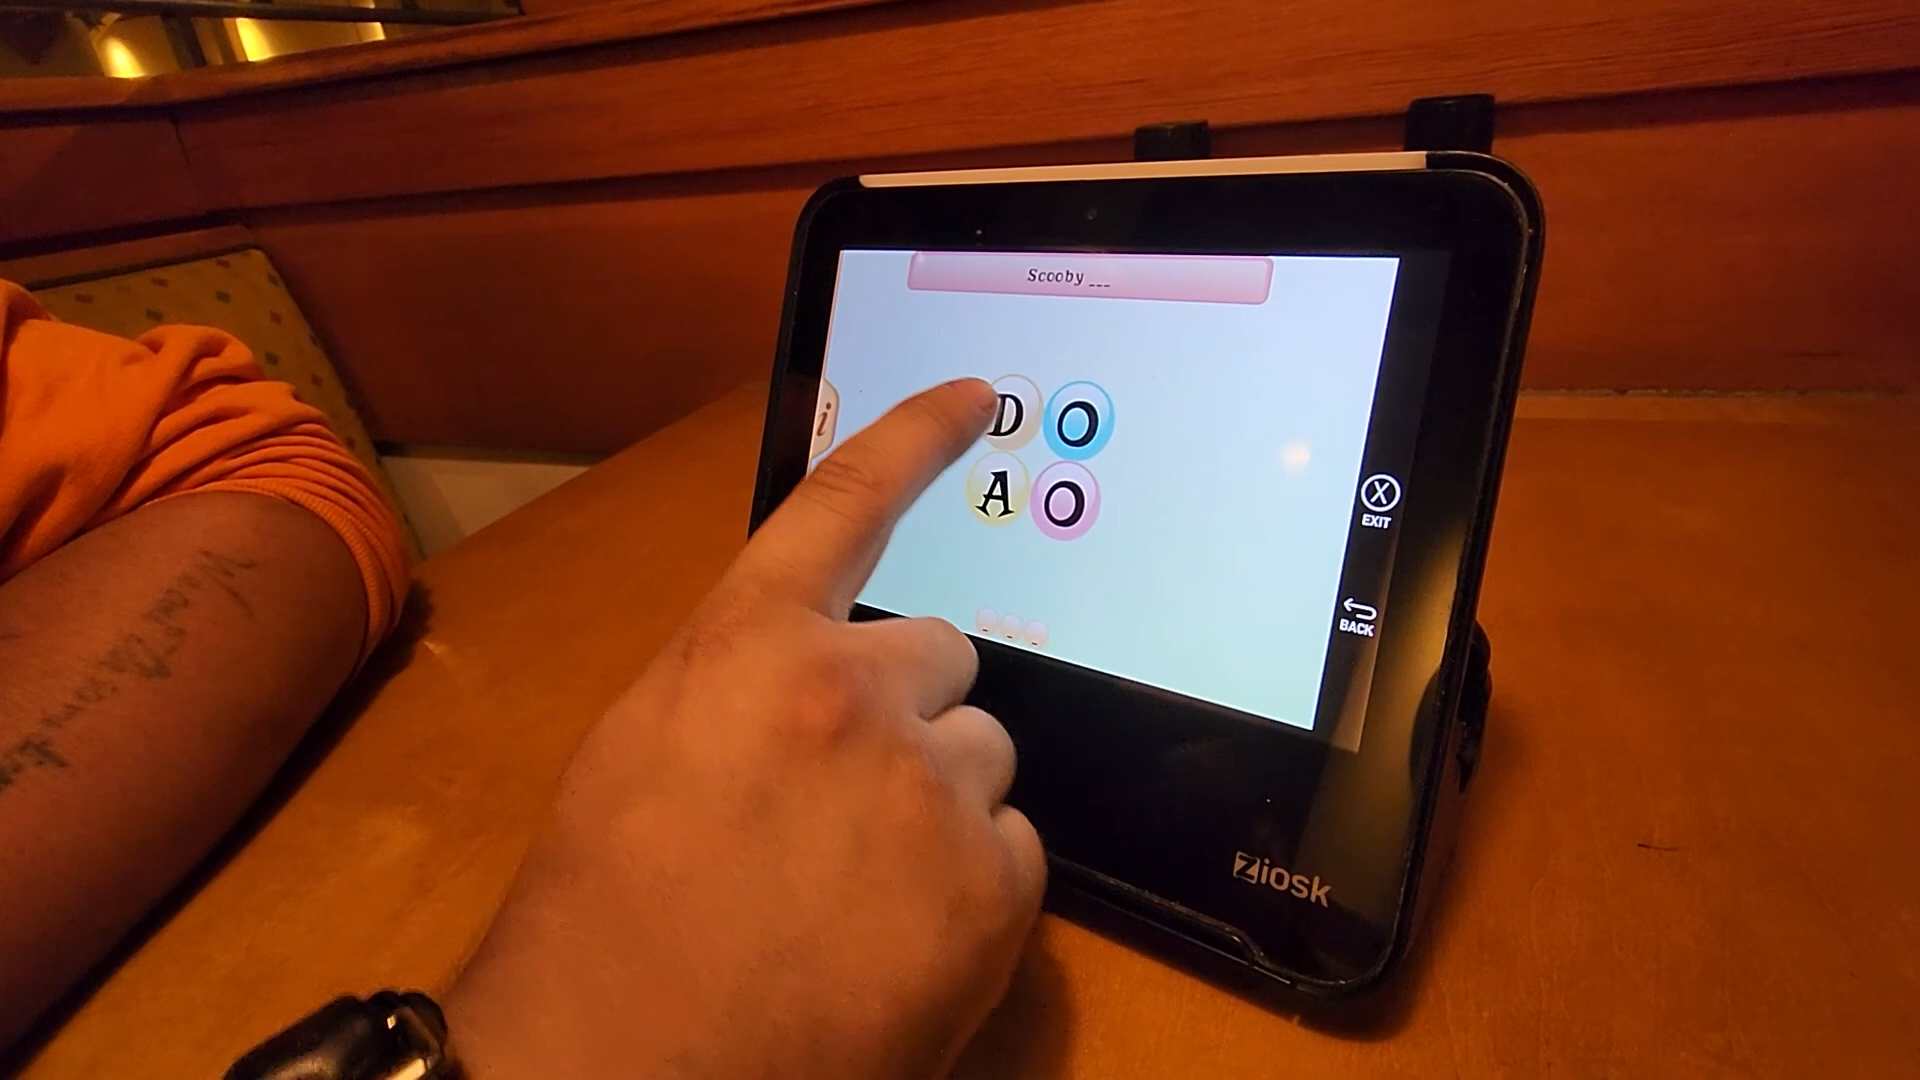 Scooby ___
i
D O
A O
_ _ _
X
EXIT
BACK
Ziosk